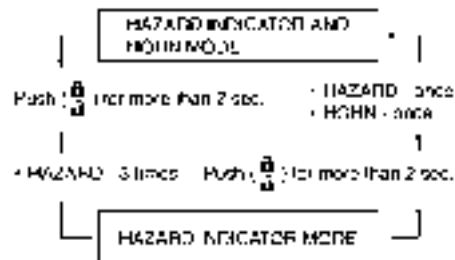 HAZARD INDICATOR AND
HORN MODE
Push ( ) for more than 2 sec.
• HAZARD - once
• HORN - once
• HAZARD - 3 times
Push ( ) for more than 2 sec.
HAZARD INDICATOR MODE